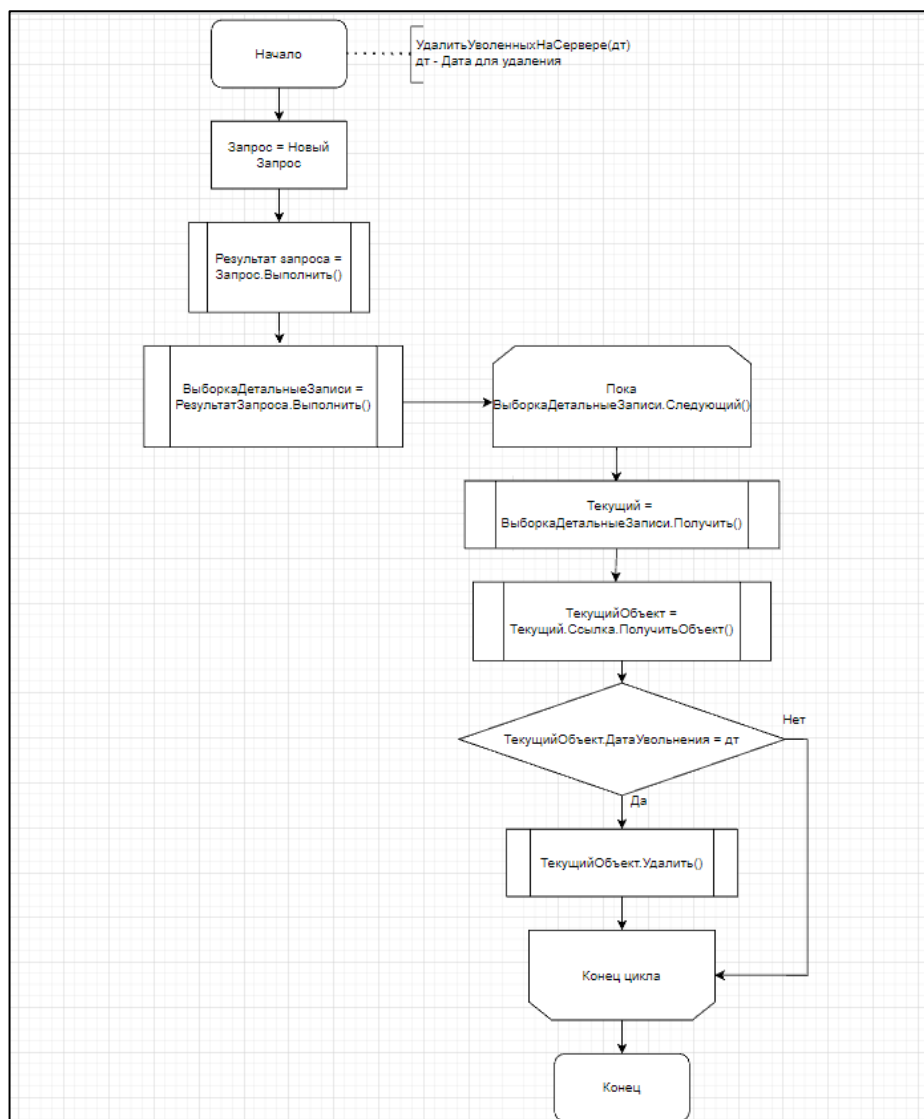 Начало
УдалитьУволенныхНаСервере(дт)
дт - Дата для удаления
Запрос = Новый
Запрос
Результат запроса =
Запрос.Выполнить()
ВыборкаДетальныеЗаписи =
РезультатЗапроса.Выполнить()
Пока
ВыборкаДетальныеЗаписи.Следующий()
Текущий =
ВыборкаДетальныеЗаписи.Получить()
ТекущийОбъект =
Текущий.Ссылка.ПолучитьОбъект()
ТекущийОбъект.ДатаУвольнения = дт
Нет
Да
ТекущийОбъект.Удалить()
Конец цикла
Конец